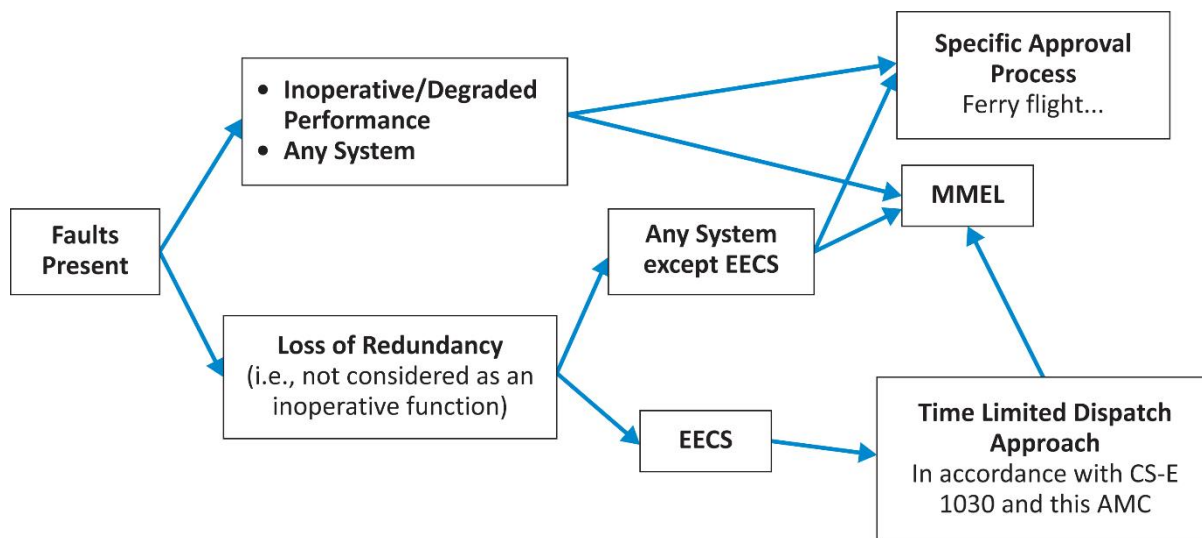 Faults
Present
• Inoperative/Degraded
Performance
• Any System
Loss of Redundancy
(i.e., not considered as an
inoperative function)
Any System
except EECS
EECS
Specific Approval
Process
Ferry flight...
MMEL
Time Limited Dispatch
Approach
In accordance with CS-E
1030 and this AMC